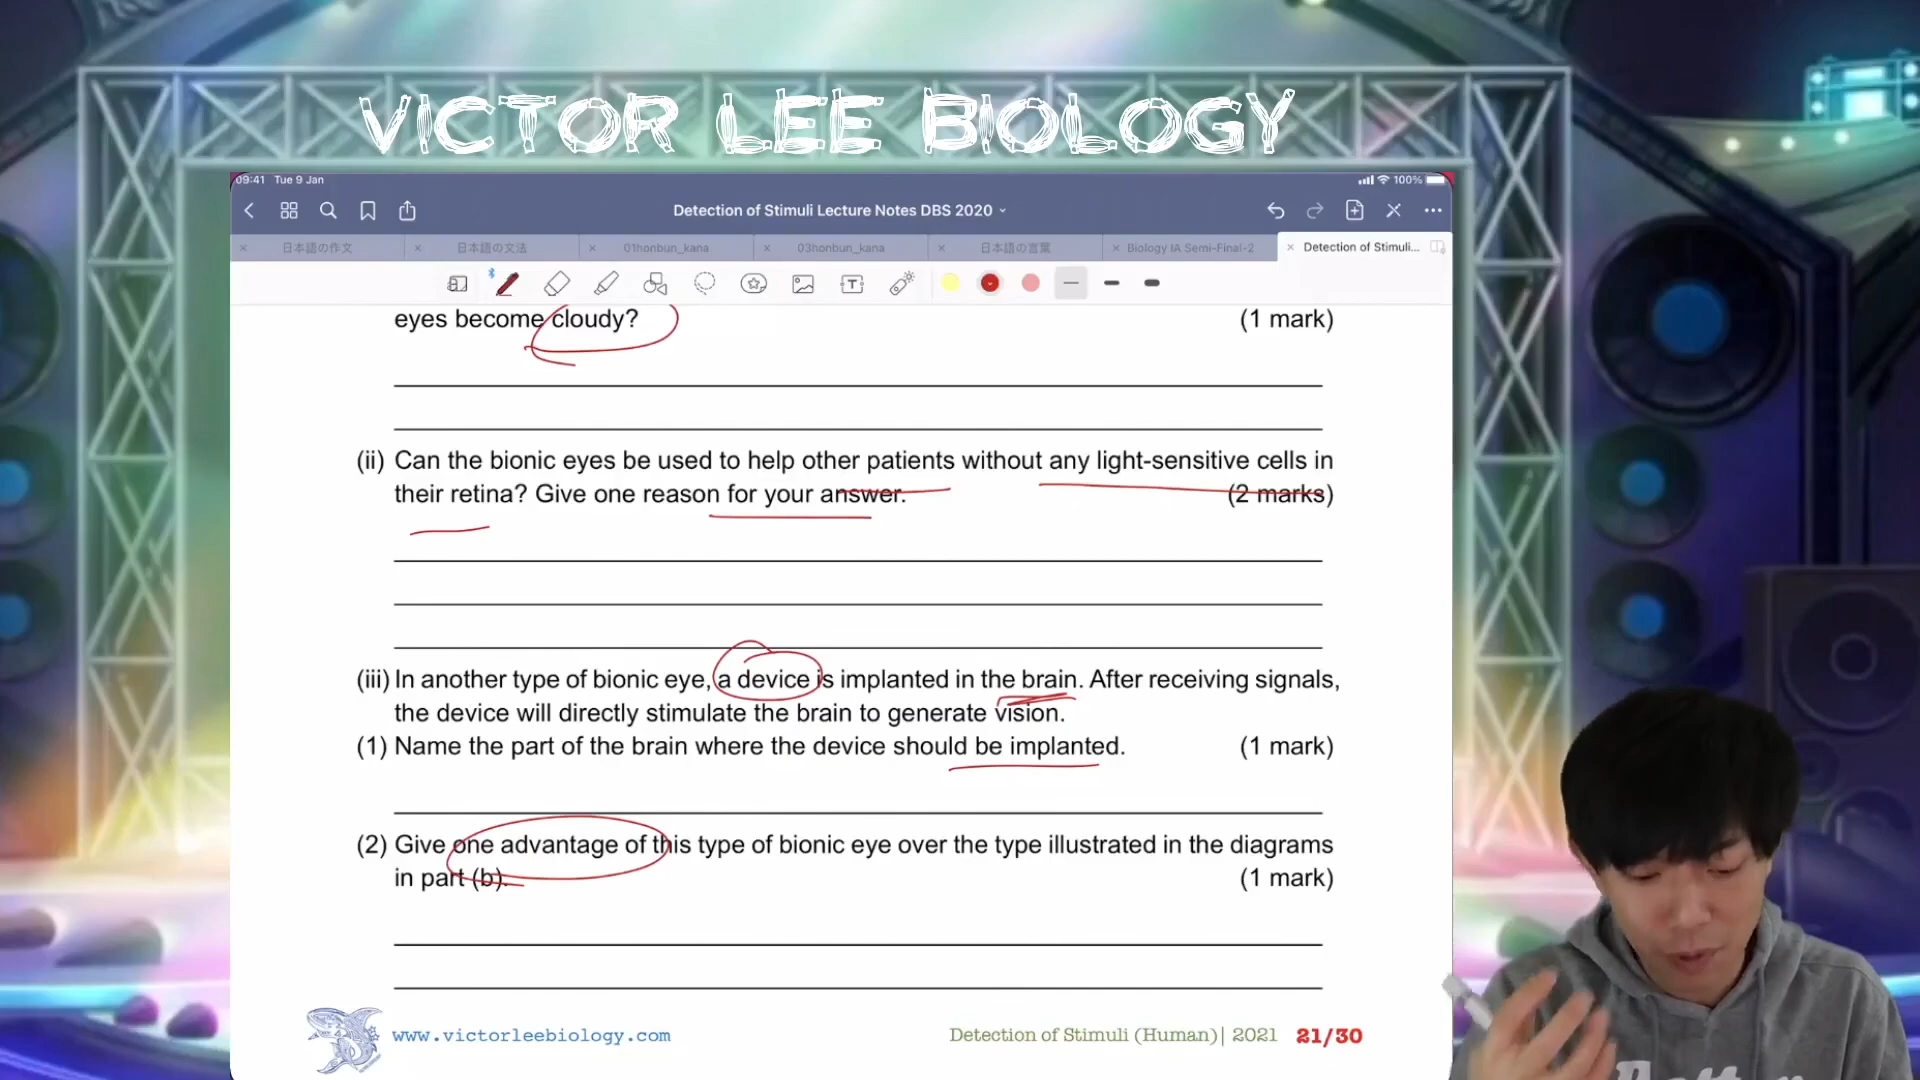 VICTOR LEE BIOLOGY
09:41 Tue 9 Jan
100%
Detection of Stimuli Lecture Notes DBS 2020
日本語の作文
日本語の文法
01honbun_kana
03honbun_kana
日本語の言葉
Biology IA Semi-Final-2
Detection of Stimuli...
eyes become cloudy? (1 mark)
(ii) Can the bionic eyes be used to help other patients without any light-sensitive cells in
their retina? Give one reason for your answer. (2 marks)
(iii) In another type of bionic eye, a device is implanted in the brain. After receiving signals,
the device will directly stimulate the brain to generate vision.
(1) Name the part of the brain where the device should be implanted. (1 mark)
(2) Give one advantage of this type of bionic eye over the type illustrated in the diagrams
in part (b). (1 mark)
www.victorleebiology.com
Detection of Stimuli (Human)| 2021 21/30